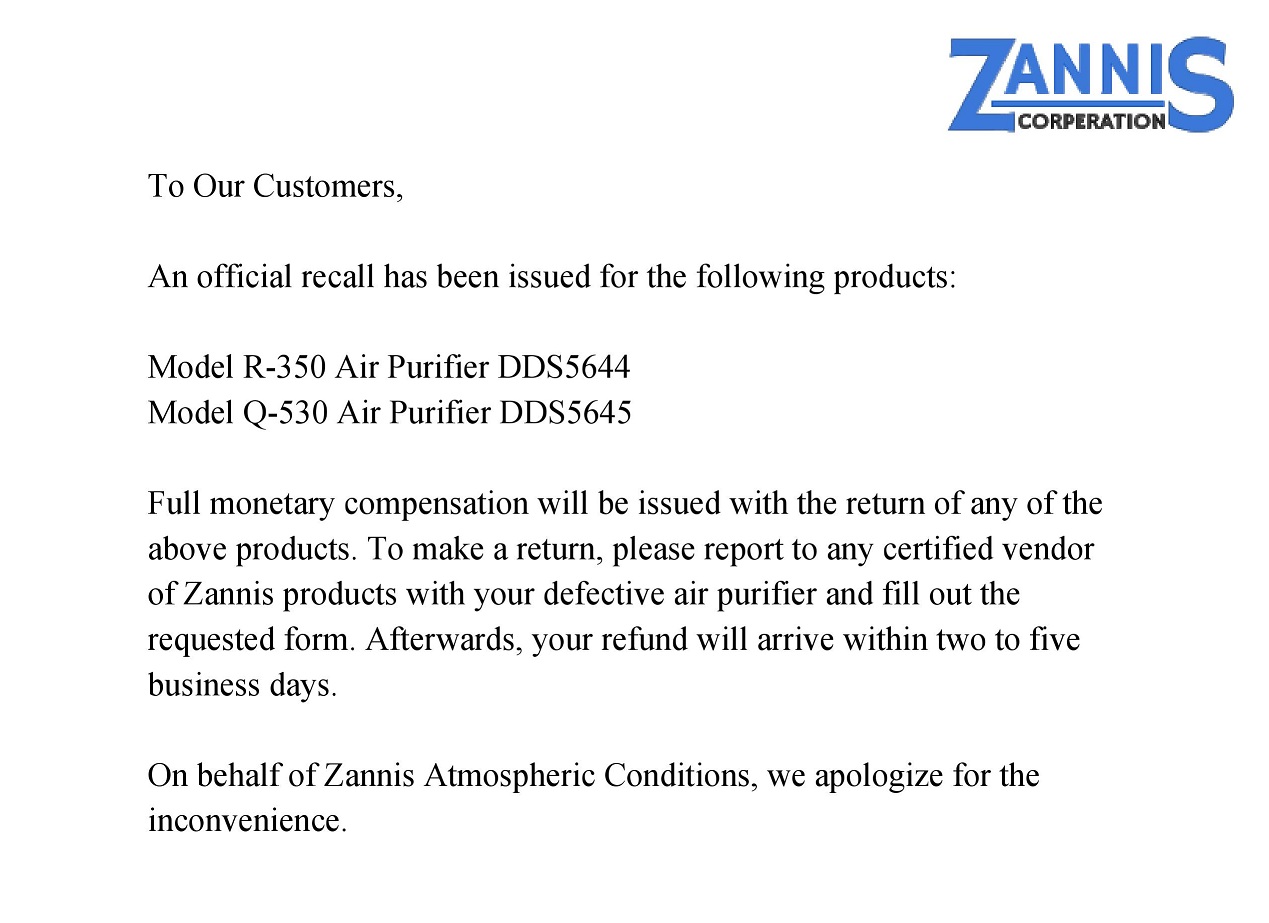 ZANNIS
CORPERATION
To Our Customers,
An official recall has been issued for the following products:
Model R-350 Air Purifier DDS5644
Model Q-530 Air Purifier DDS5645
Full monetary compensation will be issued with the return of any of the
above products. To make a return, please report to any certified vendor
of Zannis products with your defective air purifier and fill out the
requested form. Afterwards, your refund will arrive within two to five
business days.
On behalf of Zannis Atmospheric Conditions, we apologize for the
inconvenience.